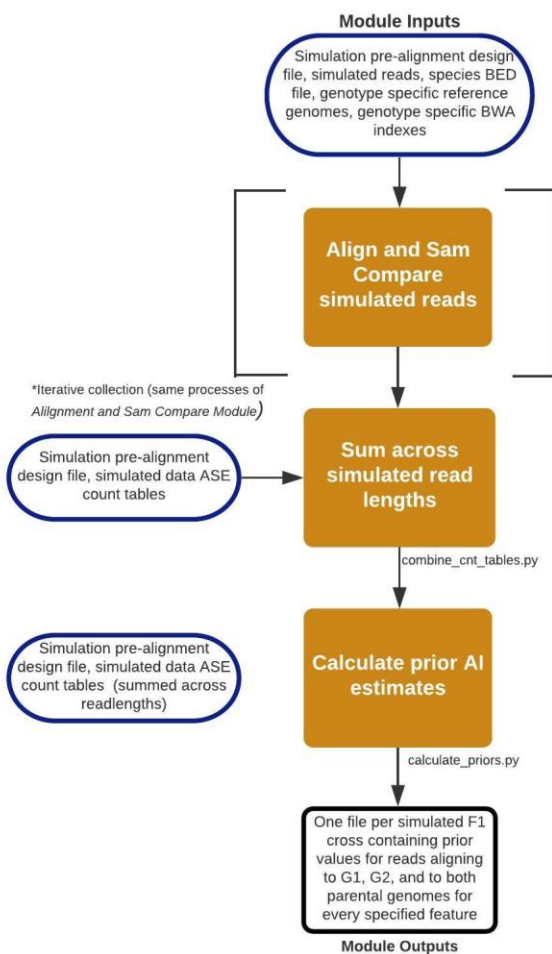 Module Inputs
Simulation pre-alignment design
file, simulated reads, species BED
file, genotype specific reference
genomes, genotype specific BWA
indexes
Align and Sam
Compare
simulated reads
*Iterative collection (same processes of
Alilgnment and Sam Compare Module)
Simulation pre-alignment
design file, simulated data ASE
count tables
Sum across
simulated read
lengths
combine_cnt_tables.py
Simulation pre-alignment
design file, simulated data ASE
count tables (summed across
readlengths)
Calculate prior AI
estimates
calculate_priors.py
One file per simulated F1
cross containing prior
values for reads aligning
to G1, G2, and to both
parental genomes for
every specified feature
Module Outputs